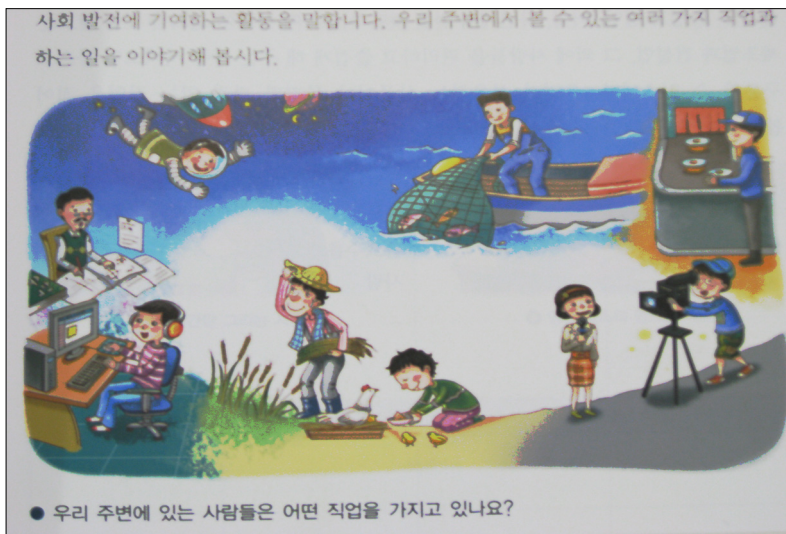 사회 발전에 기여하는 활동을 말합니다. 우리 주변에서 볼 수 있는 여러 가지 직업과
하는 일을 이야기해 봅시다.
● 우리 주변에 있는 사람들은 어떤 직업을 가지고 있나요?